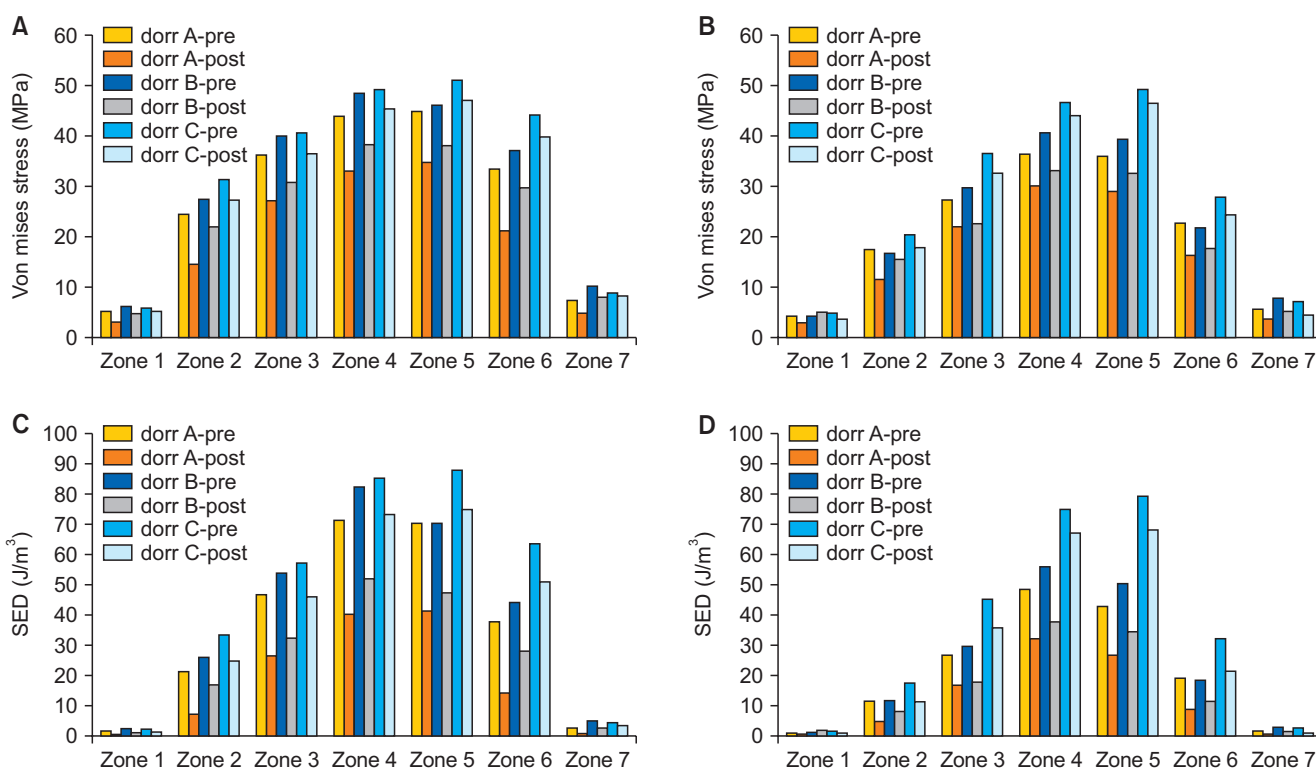 A
Von mises stress (MPa)
60
50
40
30
20
10
0
dorr A-pre
dorr A-post
dorr B-pre
dorr B-post
dorr C-pre
dorr C-post
Zone 1 Zone 2 Zone 3 Zone 4 Zone 5 Zone 6 Zone 7
B
Von mises stress (MPa)
60
50
40
30
20
10
0
dorr A-pre
dorr A-post
dorr B-pre
dorr B-post
dorr C-pre
dorr C-post
Zone 1 Zone 2 Zone 3 Zone 4 Zone 5 Zone 6 Zone 7
C
SED (J/m³)
100
90
80
70
60
50
40
30
20
10
0
dorr A-pre
dorr A-post
dorr B-pre
dorr B-post
dorr C-pre
dorr C-post
Zone 1 Zone 2 Zone 3 Zone 4 Zone 5 Zone 6 Zone 7
D
SED (J/m³)
100
90
80
70
60
50
40
30
20
10
0
dorr A-pre
dorr A-post
dorr B-pre
dorr B-post
dorr C-pre
dorr C-post
Zone 1 Zone 2 Zone 3 Zone 4 Zone 5 Zone 6 Zone 7